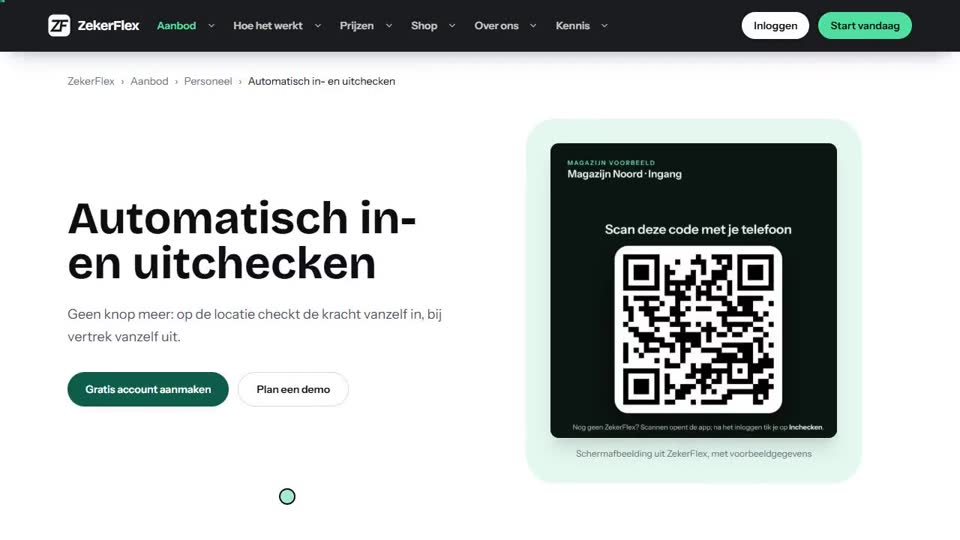 ZF ZekerFlex Aanbod Hoe het werkt Prijzen Shop Over ons Kennis Inloggen Start vandaag
ZekerFlex › Aanbod › Personeel › Automatisch in- en uitchecken
Automatisch in-
en uitchecken
Geen knop meer: op de locatie checkt de kracht vanzelf in, bij
vertrek vanzelf uit.
Gratis account aanmaken Plan een demo
MAGAZIJN VOORBEELD
Magazijn Noord · Ingang
Scan deze code met je telefoon
Nog geen ZekerFlex? Scannen opent de app; na het inloggen tik je op Inchecken.
Schermafbeelding uit ZekerFlex, met voorbeeldgegevens